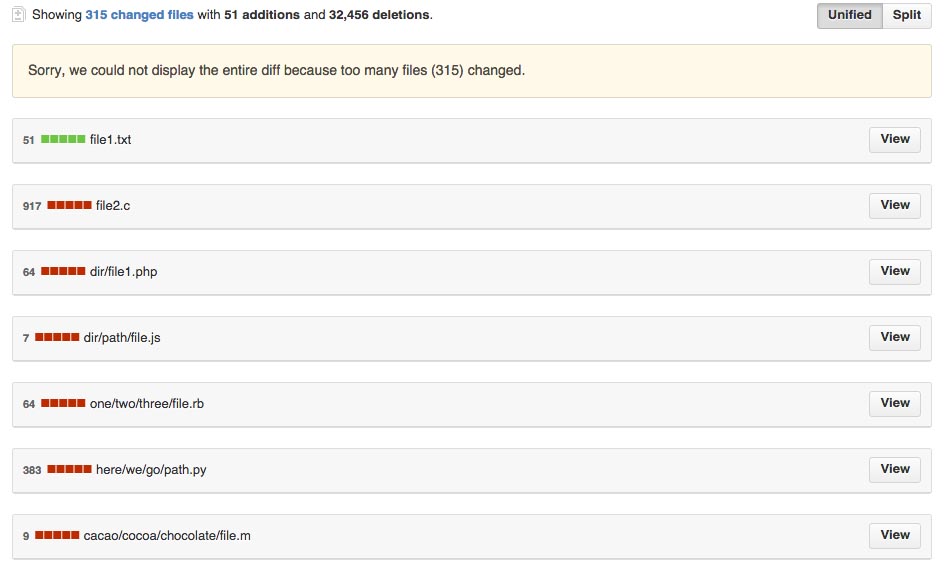 Showing 315 changed files with 51 additions and 32,456 deletions.
Unified Split
Sorry, we could not display the entire diff because too many files (315) changed.
51 file1.txt View
917 file2.c View
64 dir/file1.php View
7 dir/path/file.js View
64 one/two/three/file.rb View
383 here/we/go/path.py View
9 cacao/cocoa/chocolate/file.m View